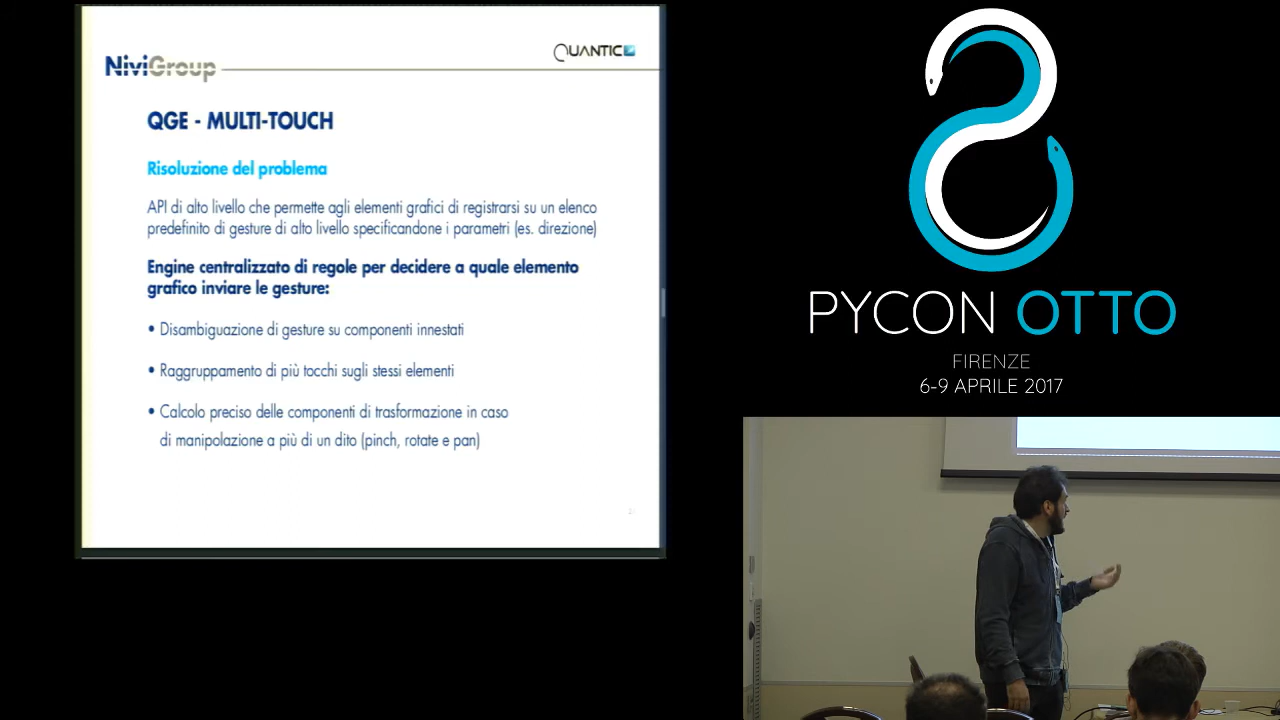 NiviGroup
QUANTIC
QGE - MULTI-TOUCH
Risoluzione del problema
API di alto livello che permette agli elementi grafici di registrarsi su un elenco
predefinito di gesture di alto livello specificandone i parametri (es. direzione)
Engine centralizzato di regole per decidere a quale elemento
grafico inviare le gesture:
• Disambiguazione di gesture su componenti innestati
• Raggruppamento di più tocchi sugli stessi elementi
• Calcolo preciso delle componenti di trasformazione in caso
di manipolazione a più di un dito (pinch, rotate e pan)
PYCON OTTO
FIRENZE
6-9 APRILE 2017